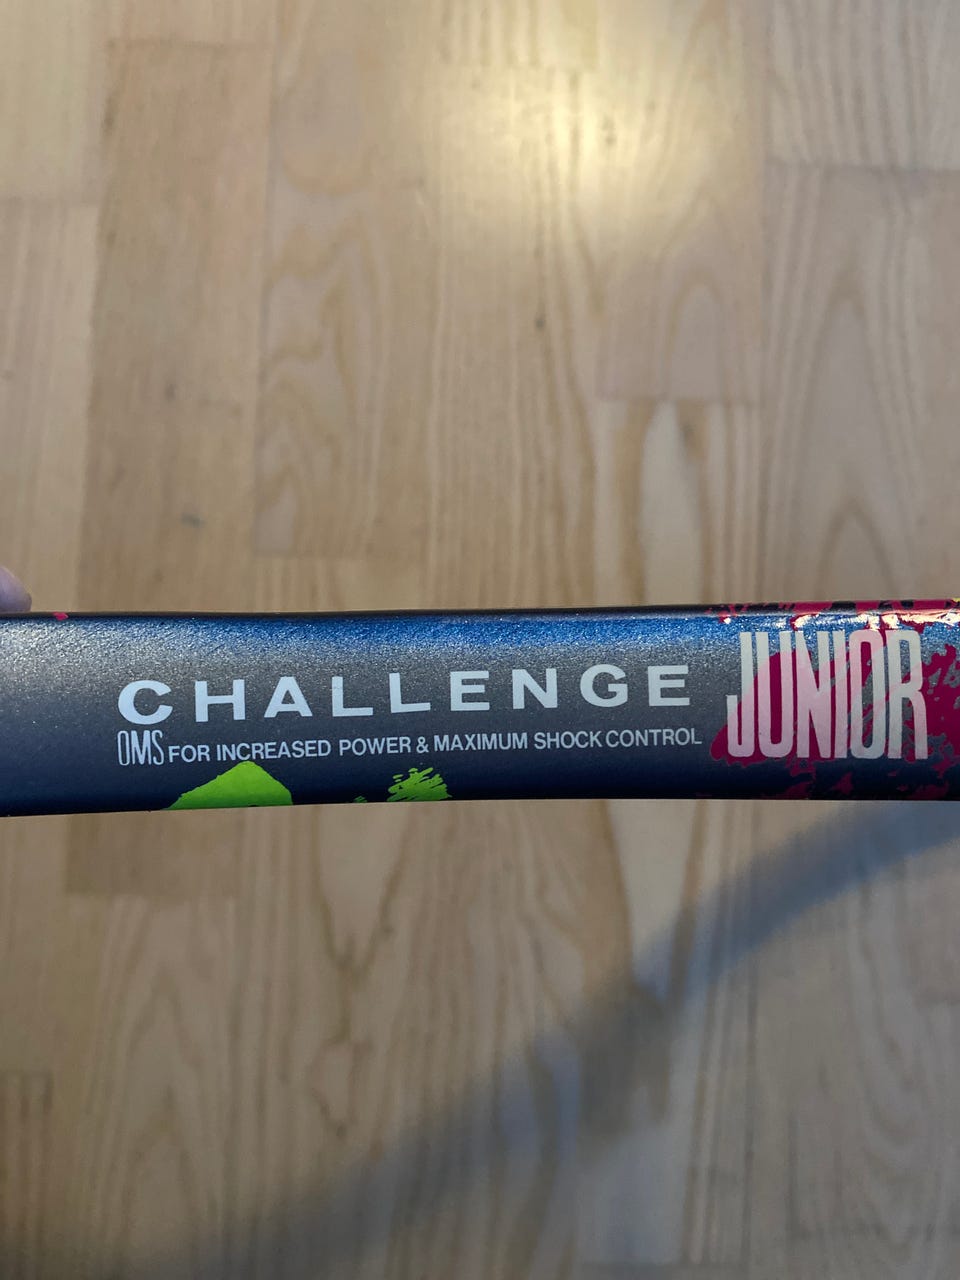 CHALLENGE JUNIOR
OMS FOR INCREASED POWER & MAXIMUM SHOCK CONTROL